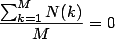 \frac{\sum_{k=1}^{M} N(k)}{M} = 0